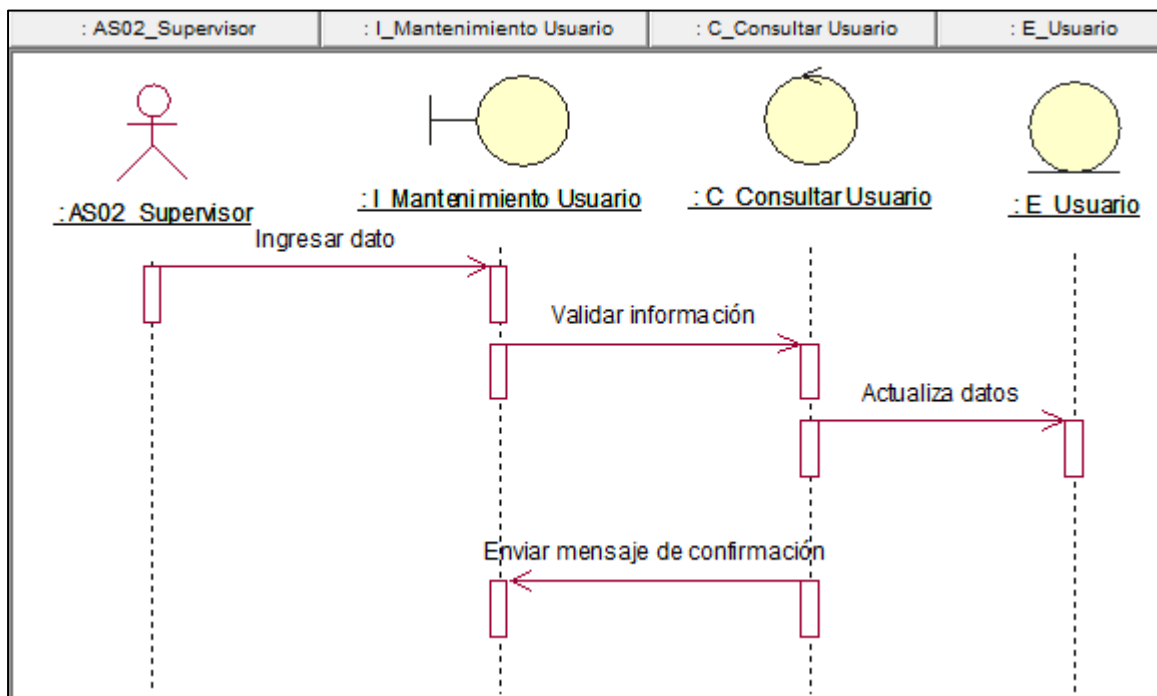 : AS02_Supervisor
: I_Mantenimiento Usuario
: C_Consultar Usuario
: E_Usuario
: AS02_Supervisor
: I_Mantenimiento Usuario
: C_Consultar Usuario
: E_Usuario
Ingresar dato
Validar información
Actualiza datos
Enviar mensaje de confirmación